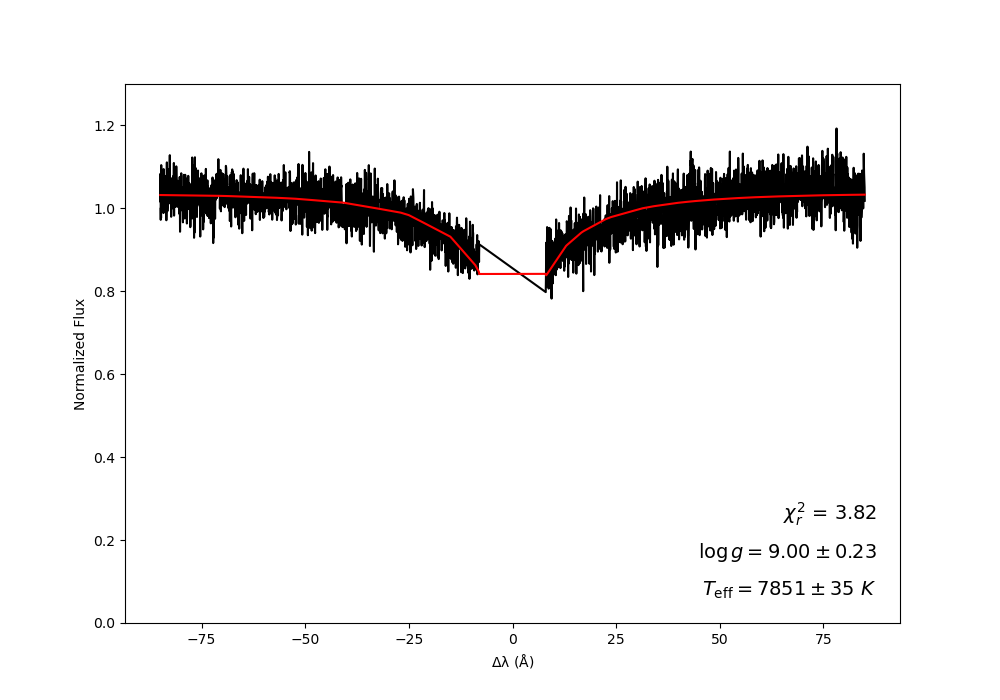 1.2
1.0
0.8
0.6
0.4
0.2
0.0
Normalized Flux
χ²ᵣ = 3.82
log g = 9.00 ± 0.23
T_eff = 7851 ± 35 K
−75 −50 −25 0 25 50 75
Δλ (Å)